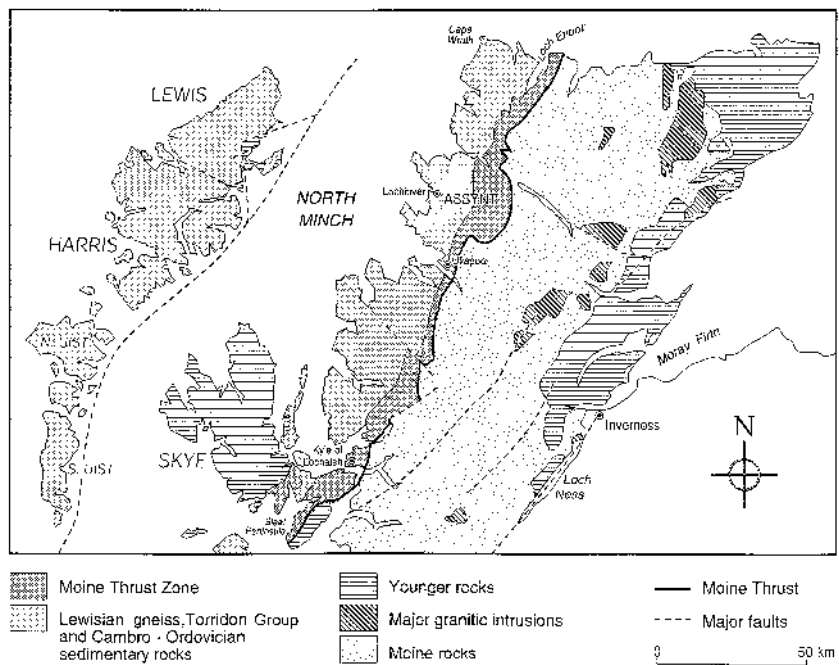 Cape
Wrath
Loch Eriboll
LEWIS
NORTH
MINCH
Lochinver
ASSYNT
HARRIS
Ullapool
N. UIST
Moray Firth
Inverness
SKYE
Kyle of
Lochalsh
S. UIST
Loch
Ness
Sleat
Peninsula
N
Moine Thrust Zone
Lewisian gneiss, Torridon Group
and Cambro - Ordovician
sedimentary rocks
Younger rocks
Major granitic intrusions
Moine rocks
Moine Thrust
Major faults
0 50 km